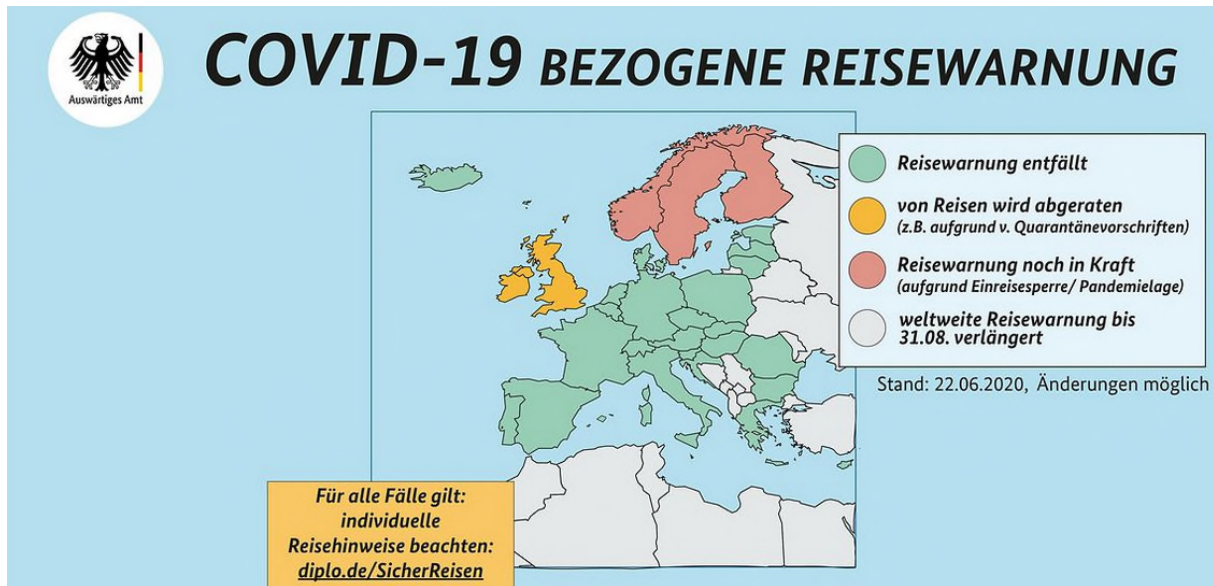 Auswärtiges Amt
COVID-19 BEZOGENE REISEWARNUNG
Reisewarnung entfällt
von Reisen wird abgeraten
(z.B. aufgrund v. Quarantänevorschriften)
Reisewarnung noch in Kraft
(aufgrund Einreisesperre/ Pandemielage)
weltweite Reisewarnung bis
31.08. verlängert
Stand: 22.06.2020, Änderungen möglich
Für alle Fälle gilt:
individuelle
Reisehinweise beachten:
diplo.de/SicherReisen